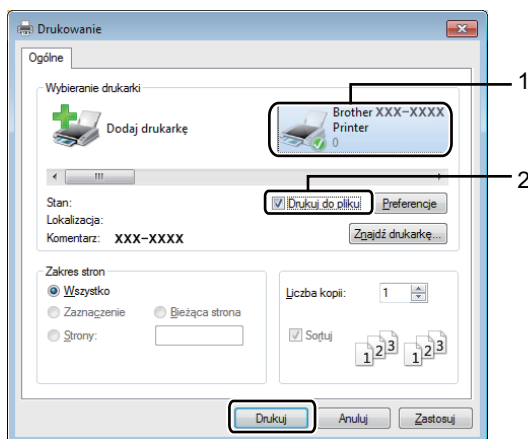 Drukowanie
Ogólne
Wybieranie drukarki
Dodaj drukarkę
Brother XXX-XXXX
Printer
0
1
2
Stan:
Drukuj do pliku
Preferencje
Lokalizacja:
Komentarz: XXX-XXXX
Znajdź drukarkę...
Zakres stron
Wszystko
Zaznaczenie
Bieżąca strona
Strony:
Liczba kopii: 1
Sortuj
1 2 3 1 2 3
Drukuj
Anuluj
Zastosuj